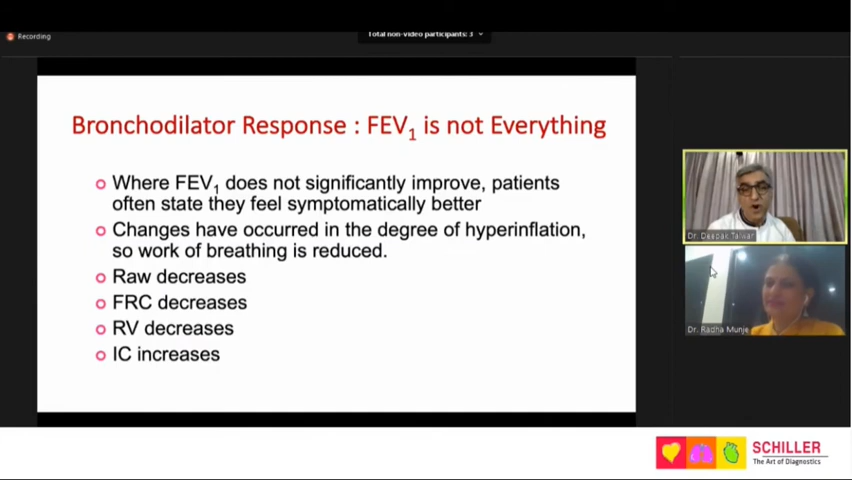 Recording
Total non-video participants: 3
Bronchodilator Response : FEV1 is not Everything
Where FEV1 does not significantly improve, patients
often state they feel symptomatically better
Changes have occurred in the degree of hyperinflation,
so work of breathing is reduced.
Raw decreases
FRC decreases
RV decreases
IC increases
Dr. Deepak Talwar
Dr. Radha Munje
SCHILLER
The Art of Diagnostics